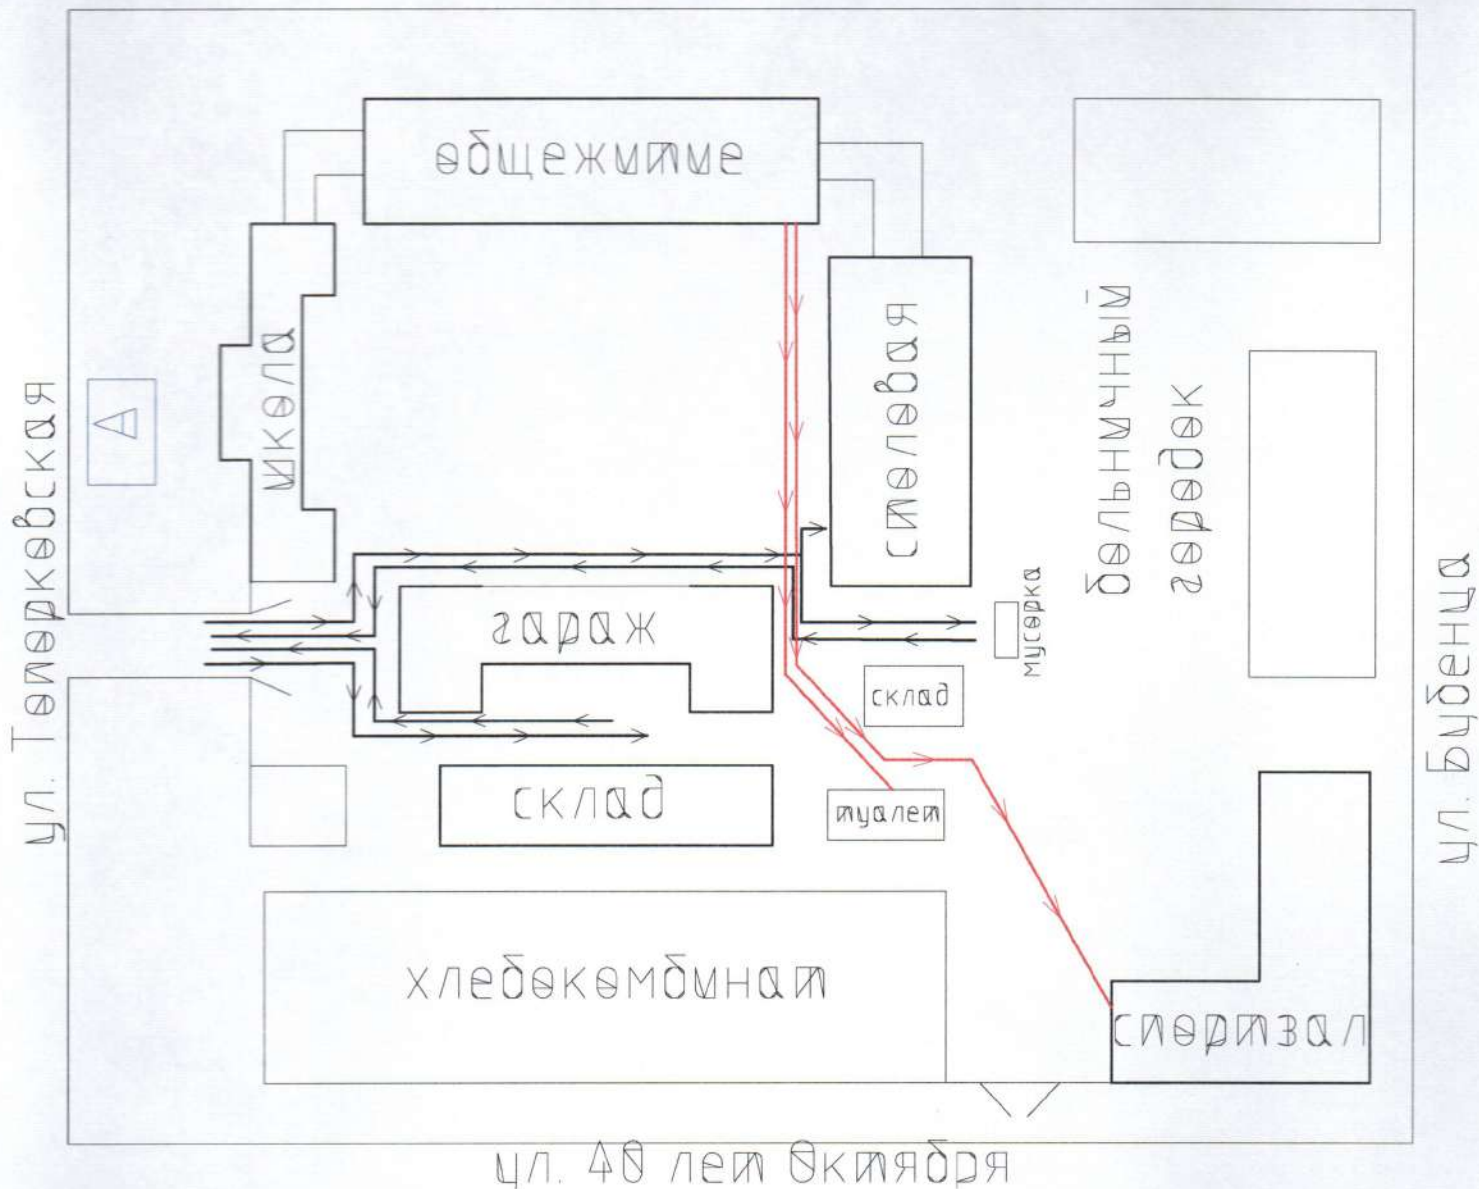 общежитие
школа
А
ул. Томорковская
столовая
больничный
городок
гараж
мусорка
склад
ул. Бубенца
склад
туалет
хлебокомбинат
спортзал
ул. 40 лет Октября